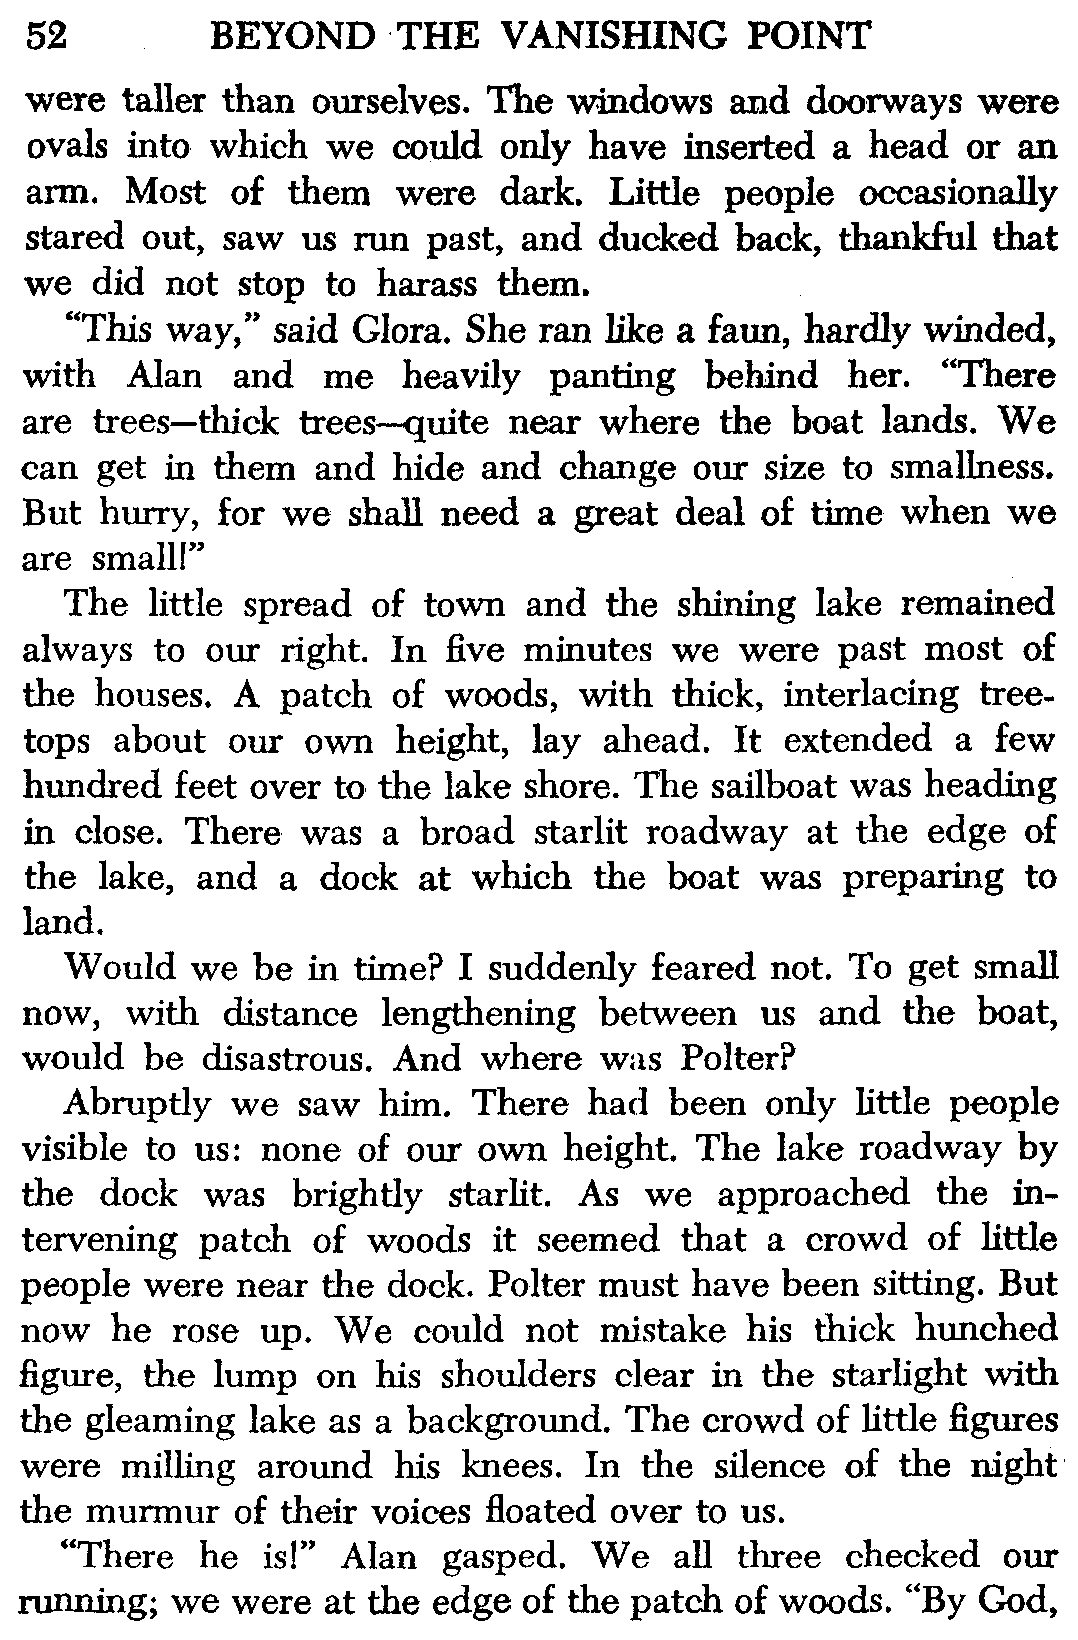 52 BEYOND THE VANISHING POINT
were taller than ourselves. The windows and doorways were
ovals into which we could only have inserted a head or an
arm. Most of them were dark. Little people occasionally
stared out, saw us run past, and ducked back, thankful that
we did not stop to harass them.
“This way,” said Glora. She ran like a faun, hardly winded,
with Alan and me heavily panting behind her. “There
are trees—thick trees—quite near where the boat lands. We
can get in them and hide and change our size to smallness.
But hurry, for we shall need a great deal of time when we
are small!”
The little spread of town and the shining lake remained
always to our right. In five minutes we were past most of
the houses. A patch of woods, with thick, interlacing tree-
tops about our own height, lay ahead. It extended a few
hundred feet over to the lake shore. The sailboat was heading
in close. There was a broad starlit roadway at the edge of
the lake, and a dock at which the boat was preparing to
land.
Would we be in time? I suddenly feared not. To get small
now, with distance lengthening between us and the boat,
would be disastrous. And where was Polter?
Abruptly we saw him. There had been only little people
visible to us: none of our own height. The lake roadway by
the dock was brightly starlit. As we approached the in-
tervening patch of woods it seemed that a crowd of little
people were near the dock. Polter must have been sitting. But
now he rose up. We could not mistake his thick hunched
figure, the lump on his shoulders clear in the starlight with
the gleaming lake as a background. The crowd of little figures
were milling around his knees. In the silence of the night
the murmur of their voices floated over to us.
“There he is!” Alan gasped. We all three checked our
running; we were at the edge of the patch of woods. “By God,